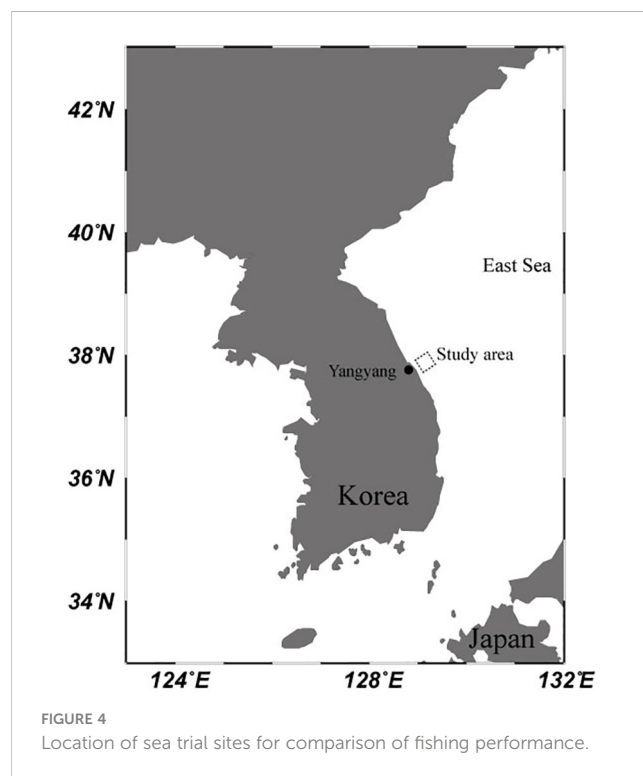 42°N
40°N
East Sea
38°N
Study area
Yangyang
36°N
Korea
34°N
Japan
124°E 128°E 132°E
FIGURE 4
Location of sea trial sites for comparison of fishing performance.